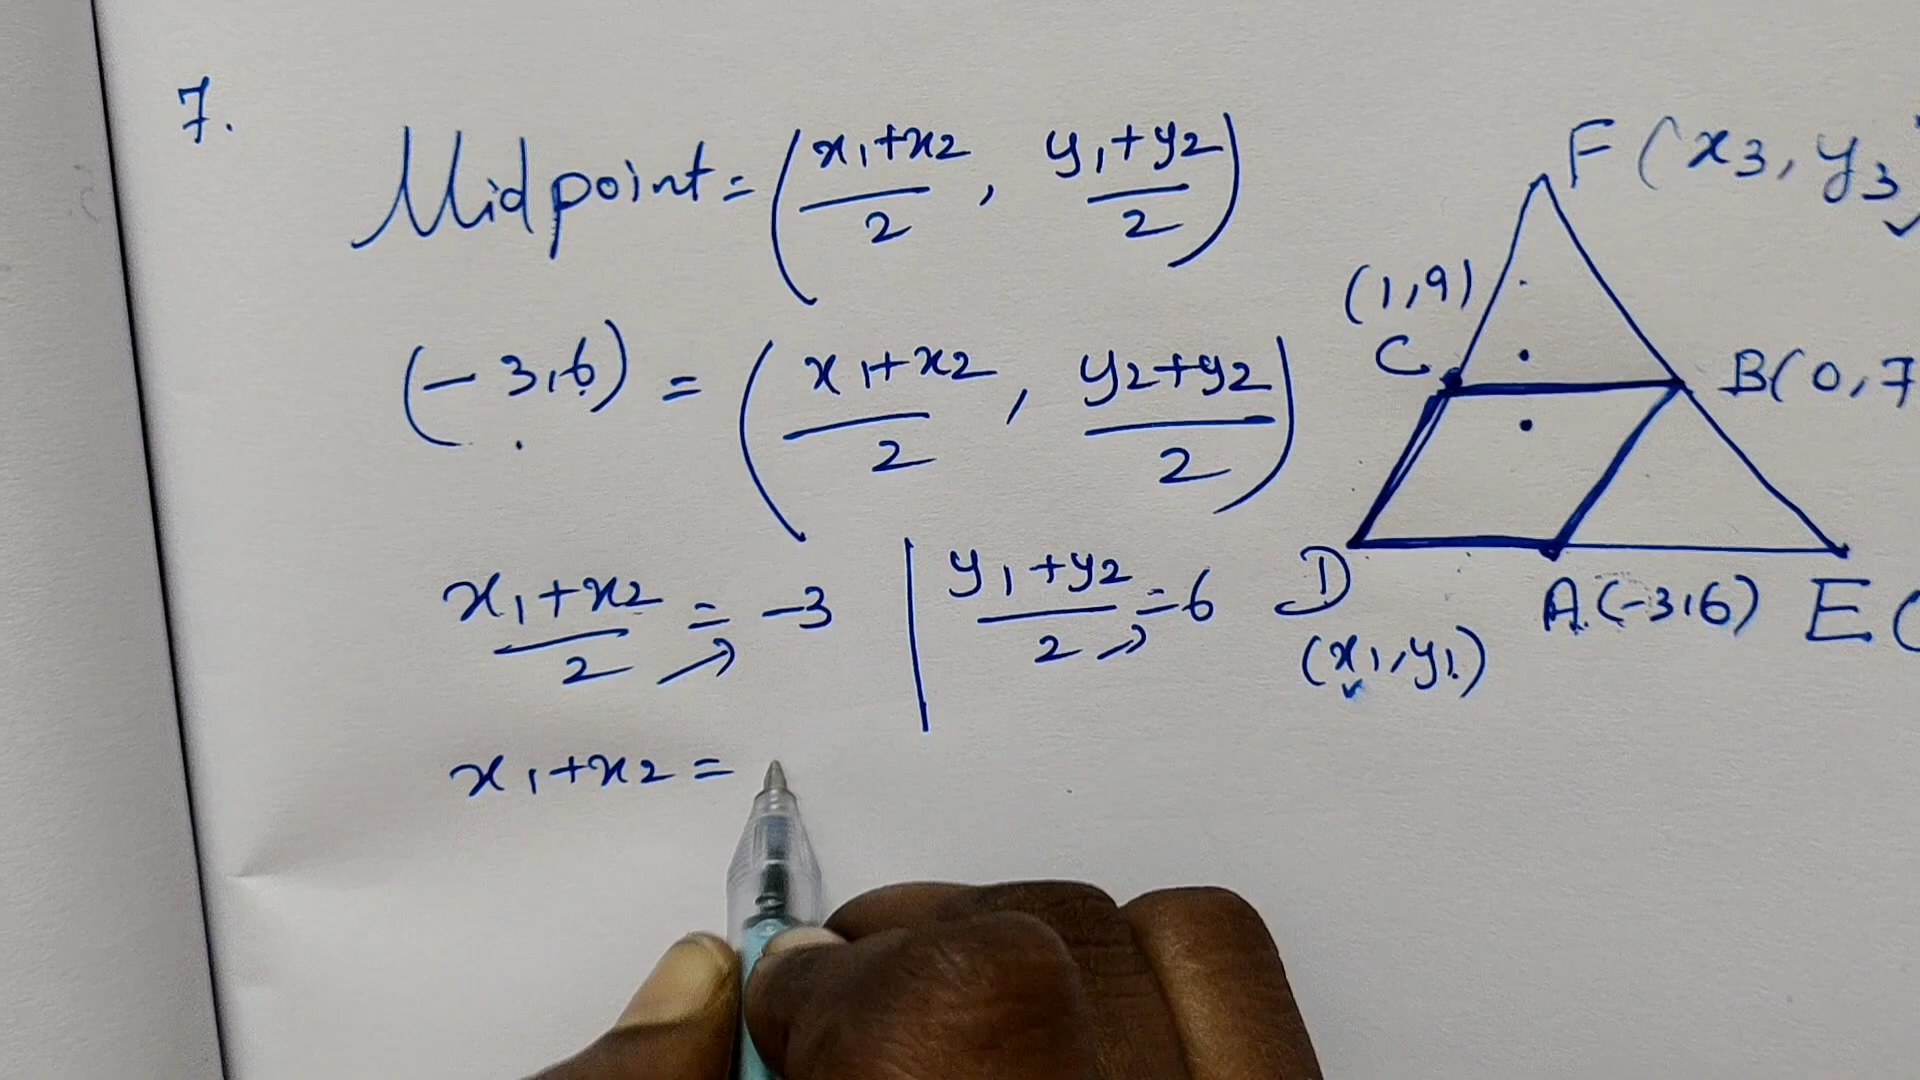 7.
Midpoint = (x1+x2/2, y1+y2/2)
(-3,6) = (x1+x2/2, y2+y2/2)
x1+x2/2 = -3 | y1+y2/2 = 6
x1+x2 =
F(x3, y3)
(1,9)
C
B(0,7
D
(x1,y1)
A(-3,6)
E(